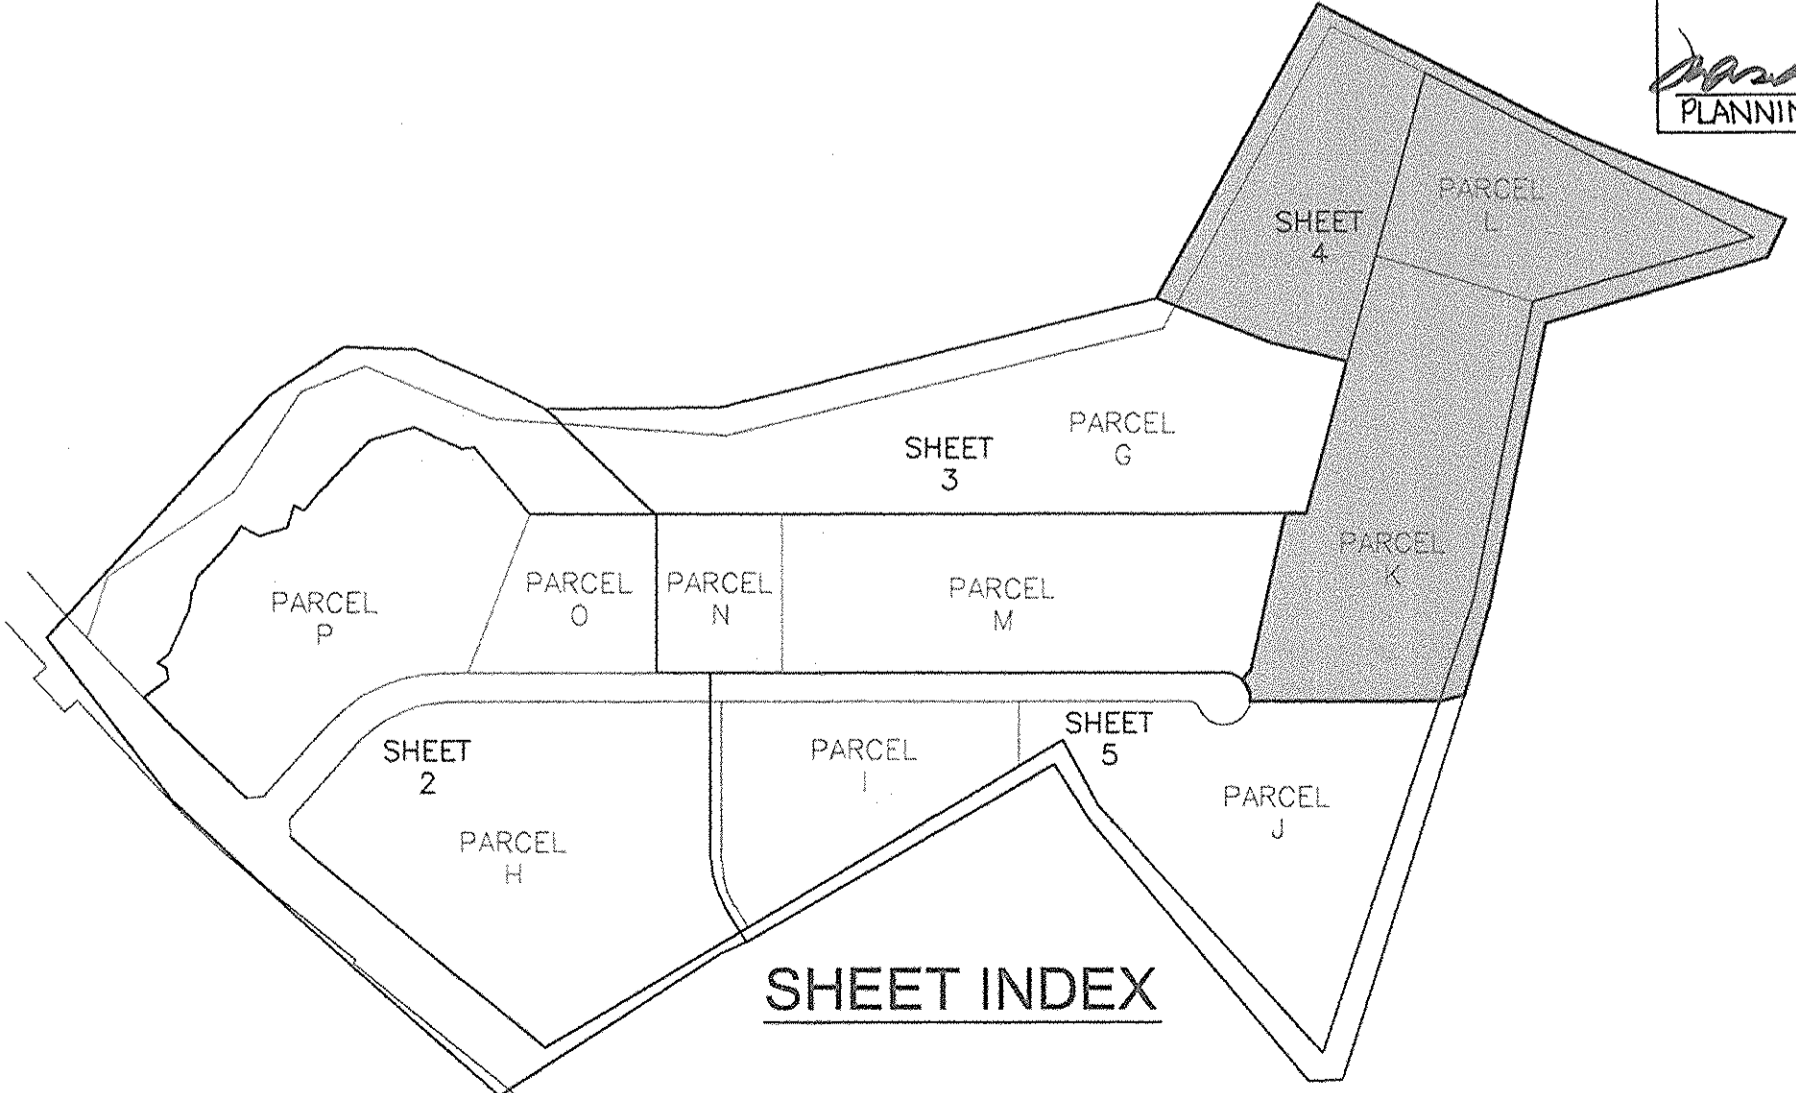 PLANNIN
PARCEL
L
SHEET
4
PARCEL
G
SHEET
3
PARCEL
K
PARCEL
P
PARCEL
O
PARCEL
N
PARCEL
M
SHEET
2
PARCEL
I
SHEET
5
PARCEL
J
PARCEL
H
SHEET INDEX